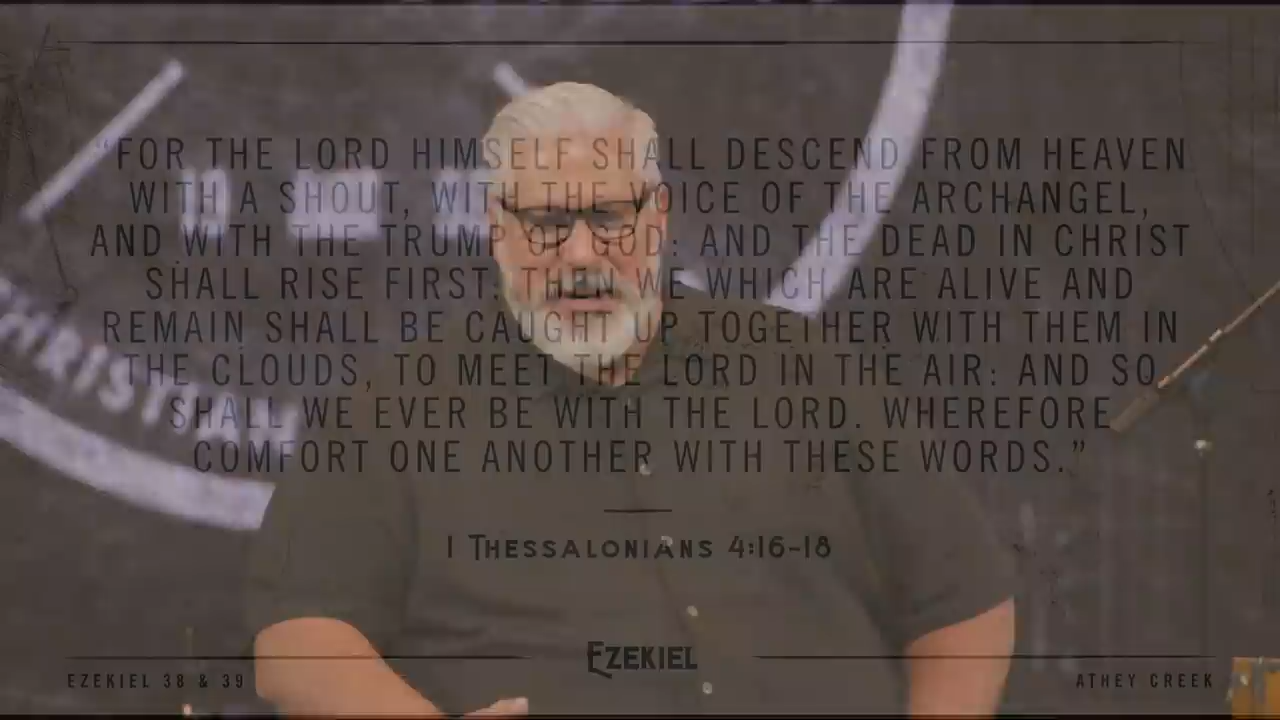 “FOR THE LORD HIMSELF SHALL DESCEND FROM HEAVEN
WITH A SHOUT, WITH THE VOICE OF THE ARCHANGEL,
AND WITH THE TRUMP OF GOD: AND THE DEAD IN CHRIST
SHALL RISE FIRST: THEN WE WHICH ARE ALIVE AND
REMAIN SHALL BE CAUGHT UP TOGETHER WITH THEM IN
THE CLOUDS, TO MEET THE LORD IN THE AIR: AND SO
SHALL WE EVER BE WITH THE LORD. WHEREFORE
COMFORT ONE ANOTHER WITH THESE WORDS.”
1 THESSALONIANS 4:16-18
EZEKIEL
EZEKIEL 38 & 39
ATHEY CREEK